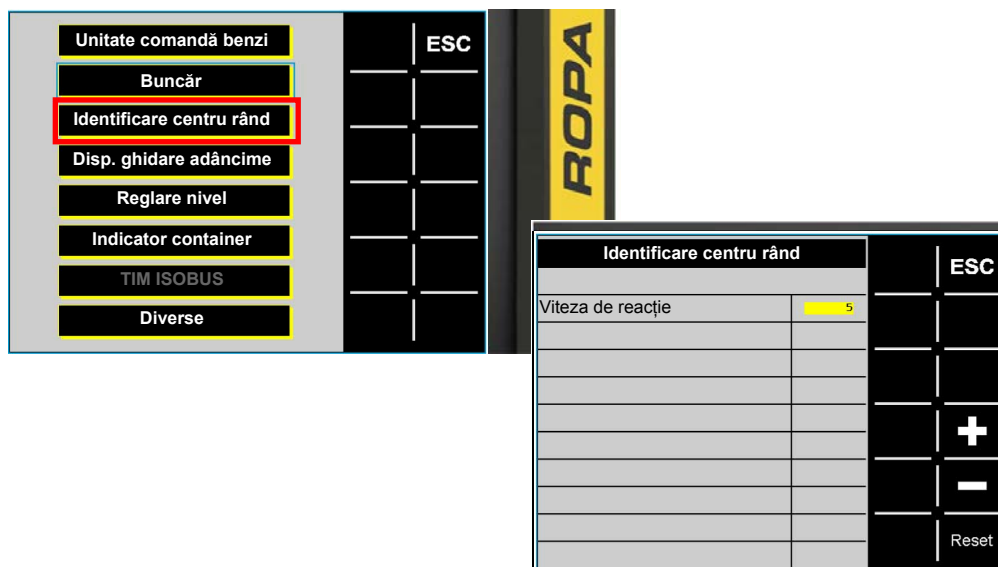 Unitate comandă benzi
ESC
Buncăr
Identificare centru rând
Disp. ghidare adâncime
Reglare nivel
Indicator container
TIM ISOBUS
Diverse
ROPA
Identificare centru rând
ESC
Viteza de reacție
5
+
−
Reset